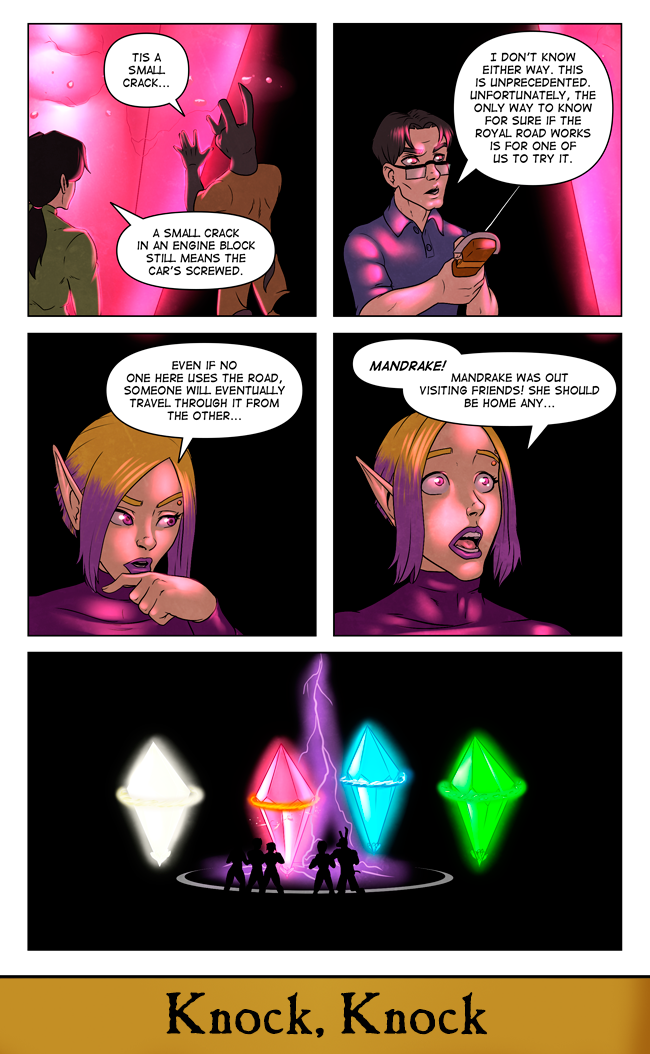 TIS A
SMALL
CRACK...
A SMALL CRACK
IN AN ENGINE BLOCK
STILL MEANS THE
CAR'S SCREWED.
I DON'T KNOW
EITHER WAY. THIS
IS UNPRECEDENTED.
UNFORTUNATELY, THE
ONLY WAY TO KNOW
FOR SURE IF THE
ROYAL ROAD WORKS
IS FOR ONE OF
US TO TRY IT.
EVEN IF NO
ONE HERE USES THE ROAD,
SOMEONE WILL EVENTUALLY
TRAVEL THROUGH IT FROM
THE OTHER...
MANDRAKE!
MANDRAKE WAS OUT
VISITING FRIENDS! SHE SHOULD
BE HOME ANY...
Knock, Knock